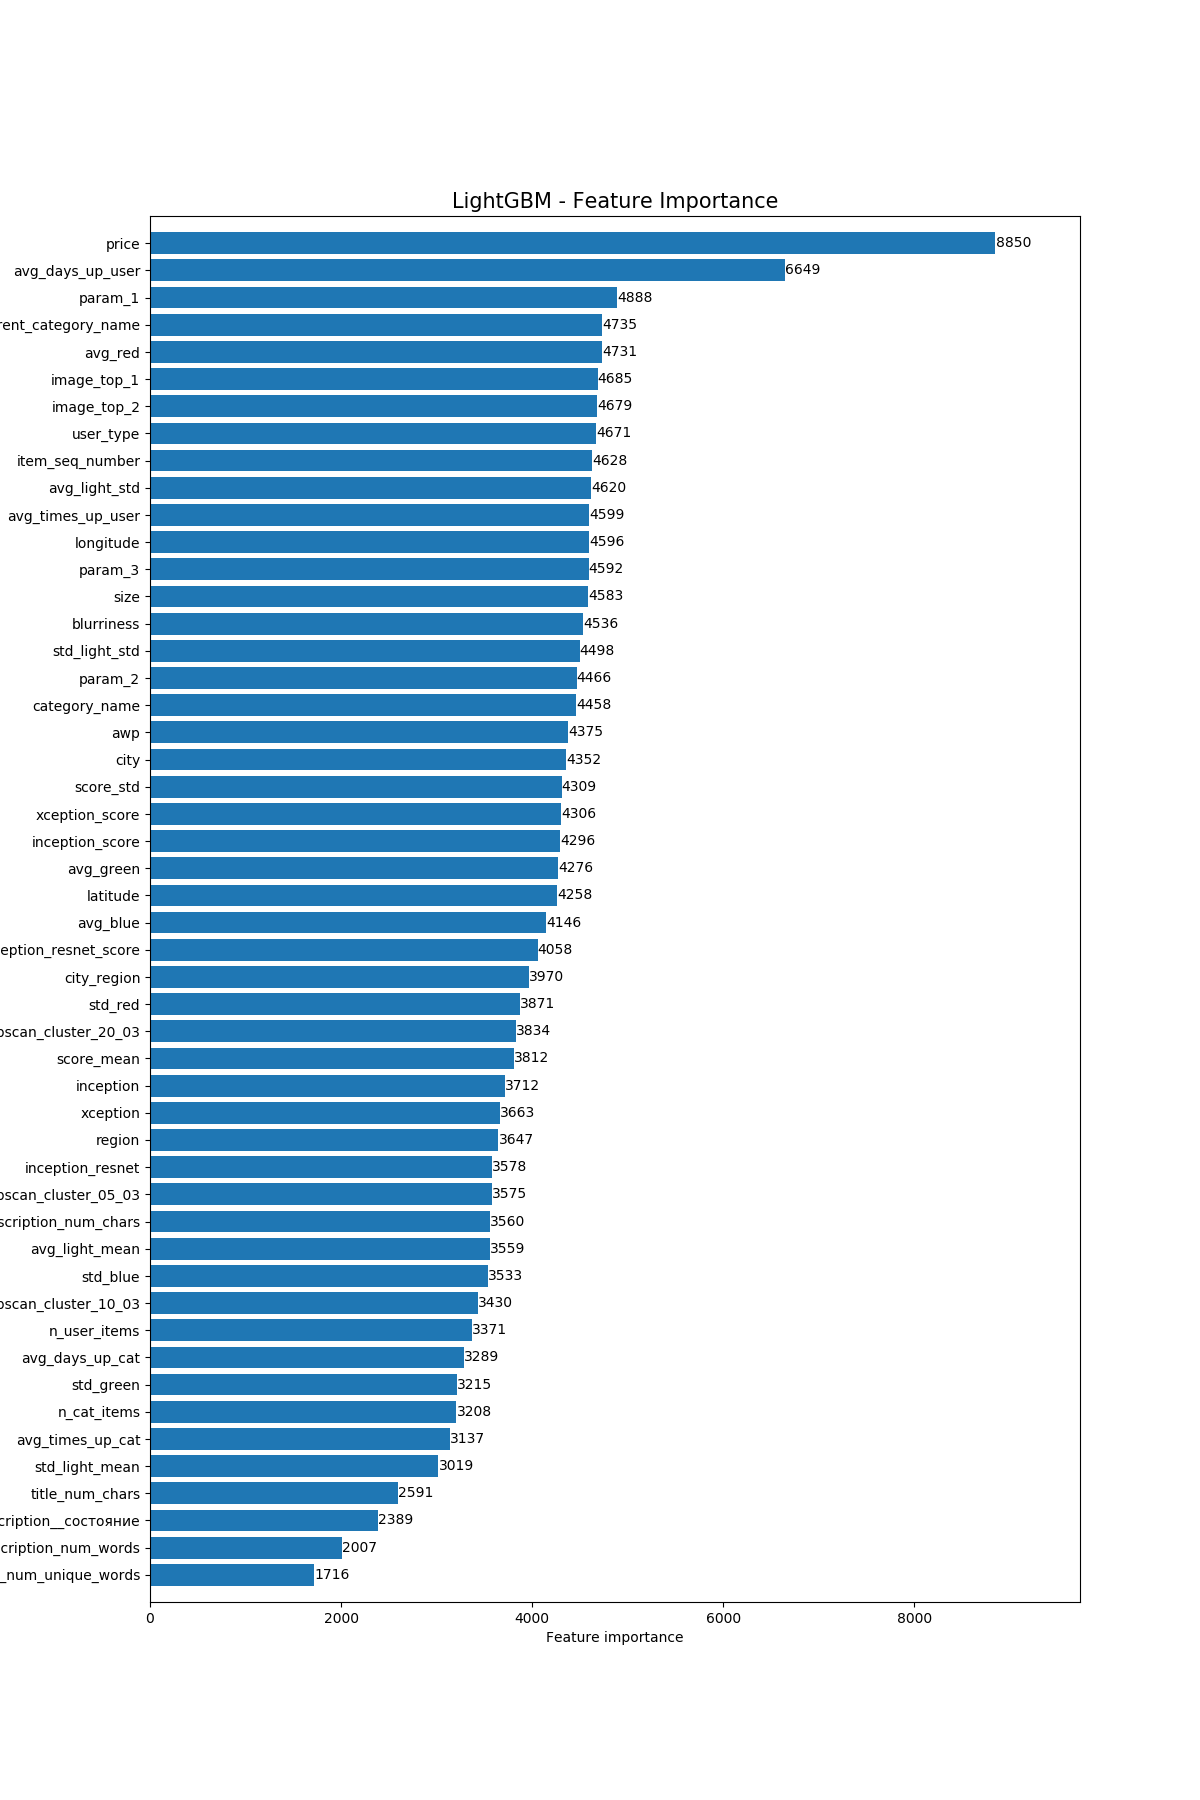 LightGBM - Feature Importance
price 8850
avg_days_up_user 6649
param_1 4888
rent_category_name 4735
avg_red 4731
image_top_1 4685
image_top_2 4679
user_type 4671
item_seq_number 4628
avg_light_std 4620
avg_times_up_user 4599
longitude 4596
param_3 4592
size 4583
blurriness 4536
std_light_std 4498
param_2 4466
category_name 4458
awp 4375
city 4352
score_std 4309
xception_score 4306
inception_score 4296
avg_green 4276
latitude 4258
avg_blue 4146
eption_resnet_score 4058
city_region 3970
std_red 3871
bscan_cluster_20_03 3834
score_mean 3812
inception 3712
xception 3663
region 3647
inception_resnet 3578
bscan_cluster_05_03 3575
scription_num_chars 3560
avg_light_mean 3559
std_blue 3533
bscan_cluster_10_03 3430
n_user_items 3371
avg_days_up_cat 3289
std_green 3215
n_cat_items 3208
avg_times_up_cat 3137
std_light_mean 3019
title_num_chars 2591
cription__состояние 2389
cription_num_words 2007
_num_unique_words 1716
0 2000 4000 6000 8000
Feature importance